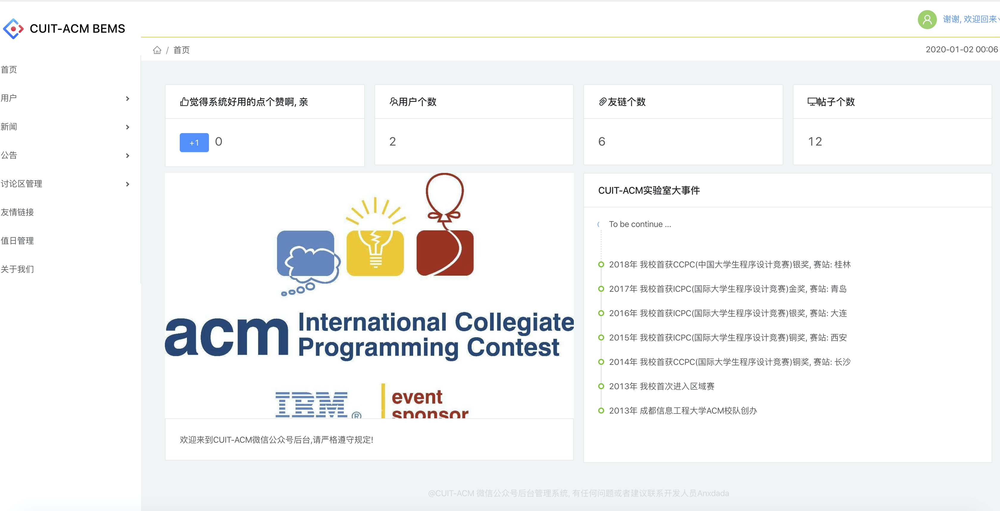 CUIT-ACM BEMS
谢谢, 欢迎回来
/ 首页
2020-01-02 00:06
首页
用户
新闻
公告
讨论区管理
友情链接
值日管理
关于我们
觉得系统好用的点个赞啊, 亲
+1 0
用户个数
2
友链个数
6
帖子个数
12
acm International Collegiate
Programming Contest
IBM®
event
sponsor
欢迎来到CUIT-ACM微信公众号后台,请严格遵守规定!
CUIT-ACM实验室大事件
To be continue ...
2018年 我校首获CCPC(中国大学生程序设计竞赛)银奖, 赛站: 桂林
2017年 我校首获ICPC(国际大学生程序设计竞赛)金奖, 赛站: 青岛
2016年 我校首获ICPC(国际大学生程序设计竞赛)银奖, 赛站: 大连
2015年 我校首获ICPC(国际大学生程序设计竞赛)铜奖, 赛站: 西安
2014年 我校首获CCPC(国际大学生程序设计竞赛)铜奖, 赛站: 长沙
2013年 我校首次进入区域赛
2013年 成都信息工程大学ACM校队创办
@CUIT-ACM 微信公众号后台管理系统, 有任何问题或者建议联系开发人员Anxdada